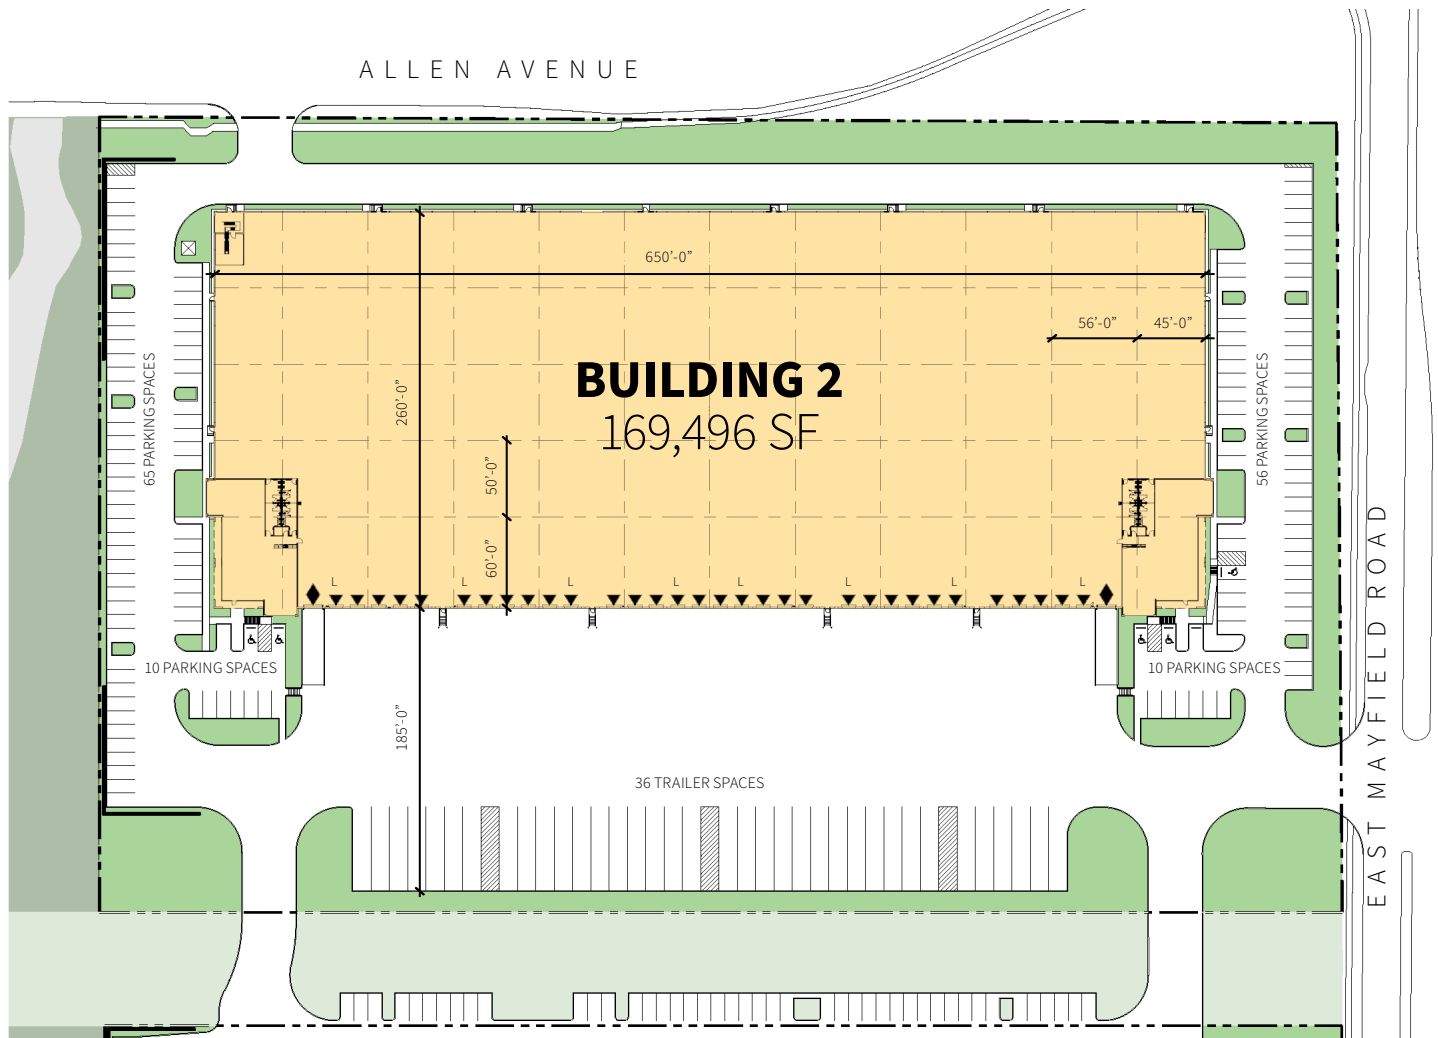 ALLEN AVENUE
650'-0"
56'-0"
45'-0"
BUILDING 2
169,496 SF
260'-0"
65 PARKING SPACES
56 PARKING SPACES
50'-0"
60'-0"
L
L
L
L
L
L
L
L
EAST MAYFIELD ROAD
10 PARKING SPACES
10 PARKING SPACES
185'-0"
36 TRAILER SPACES